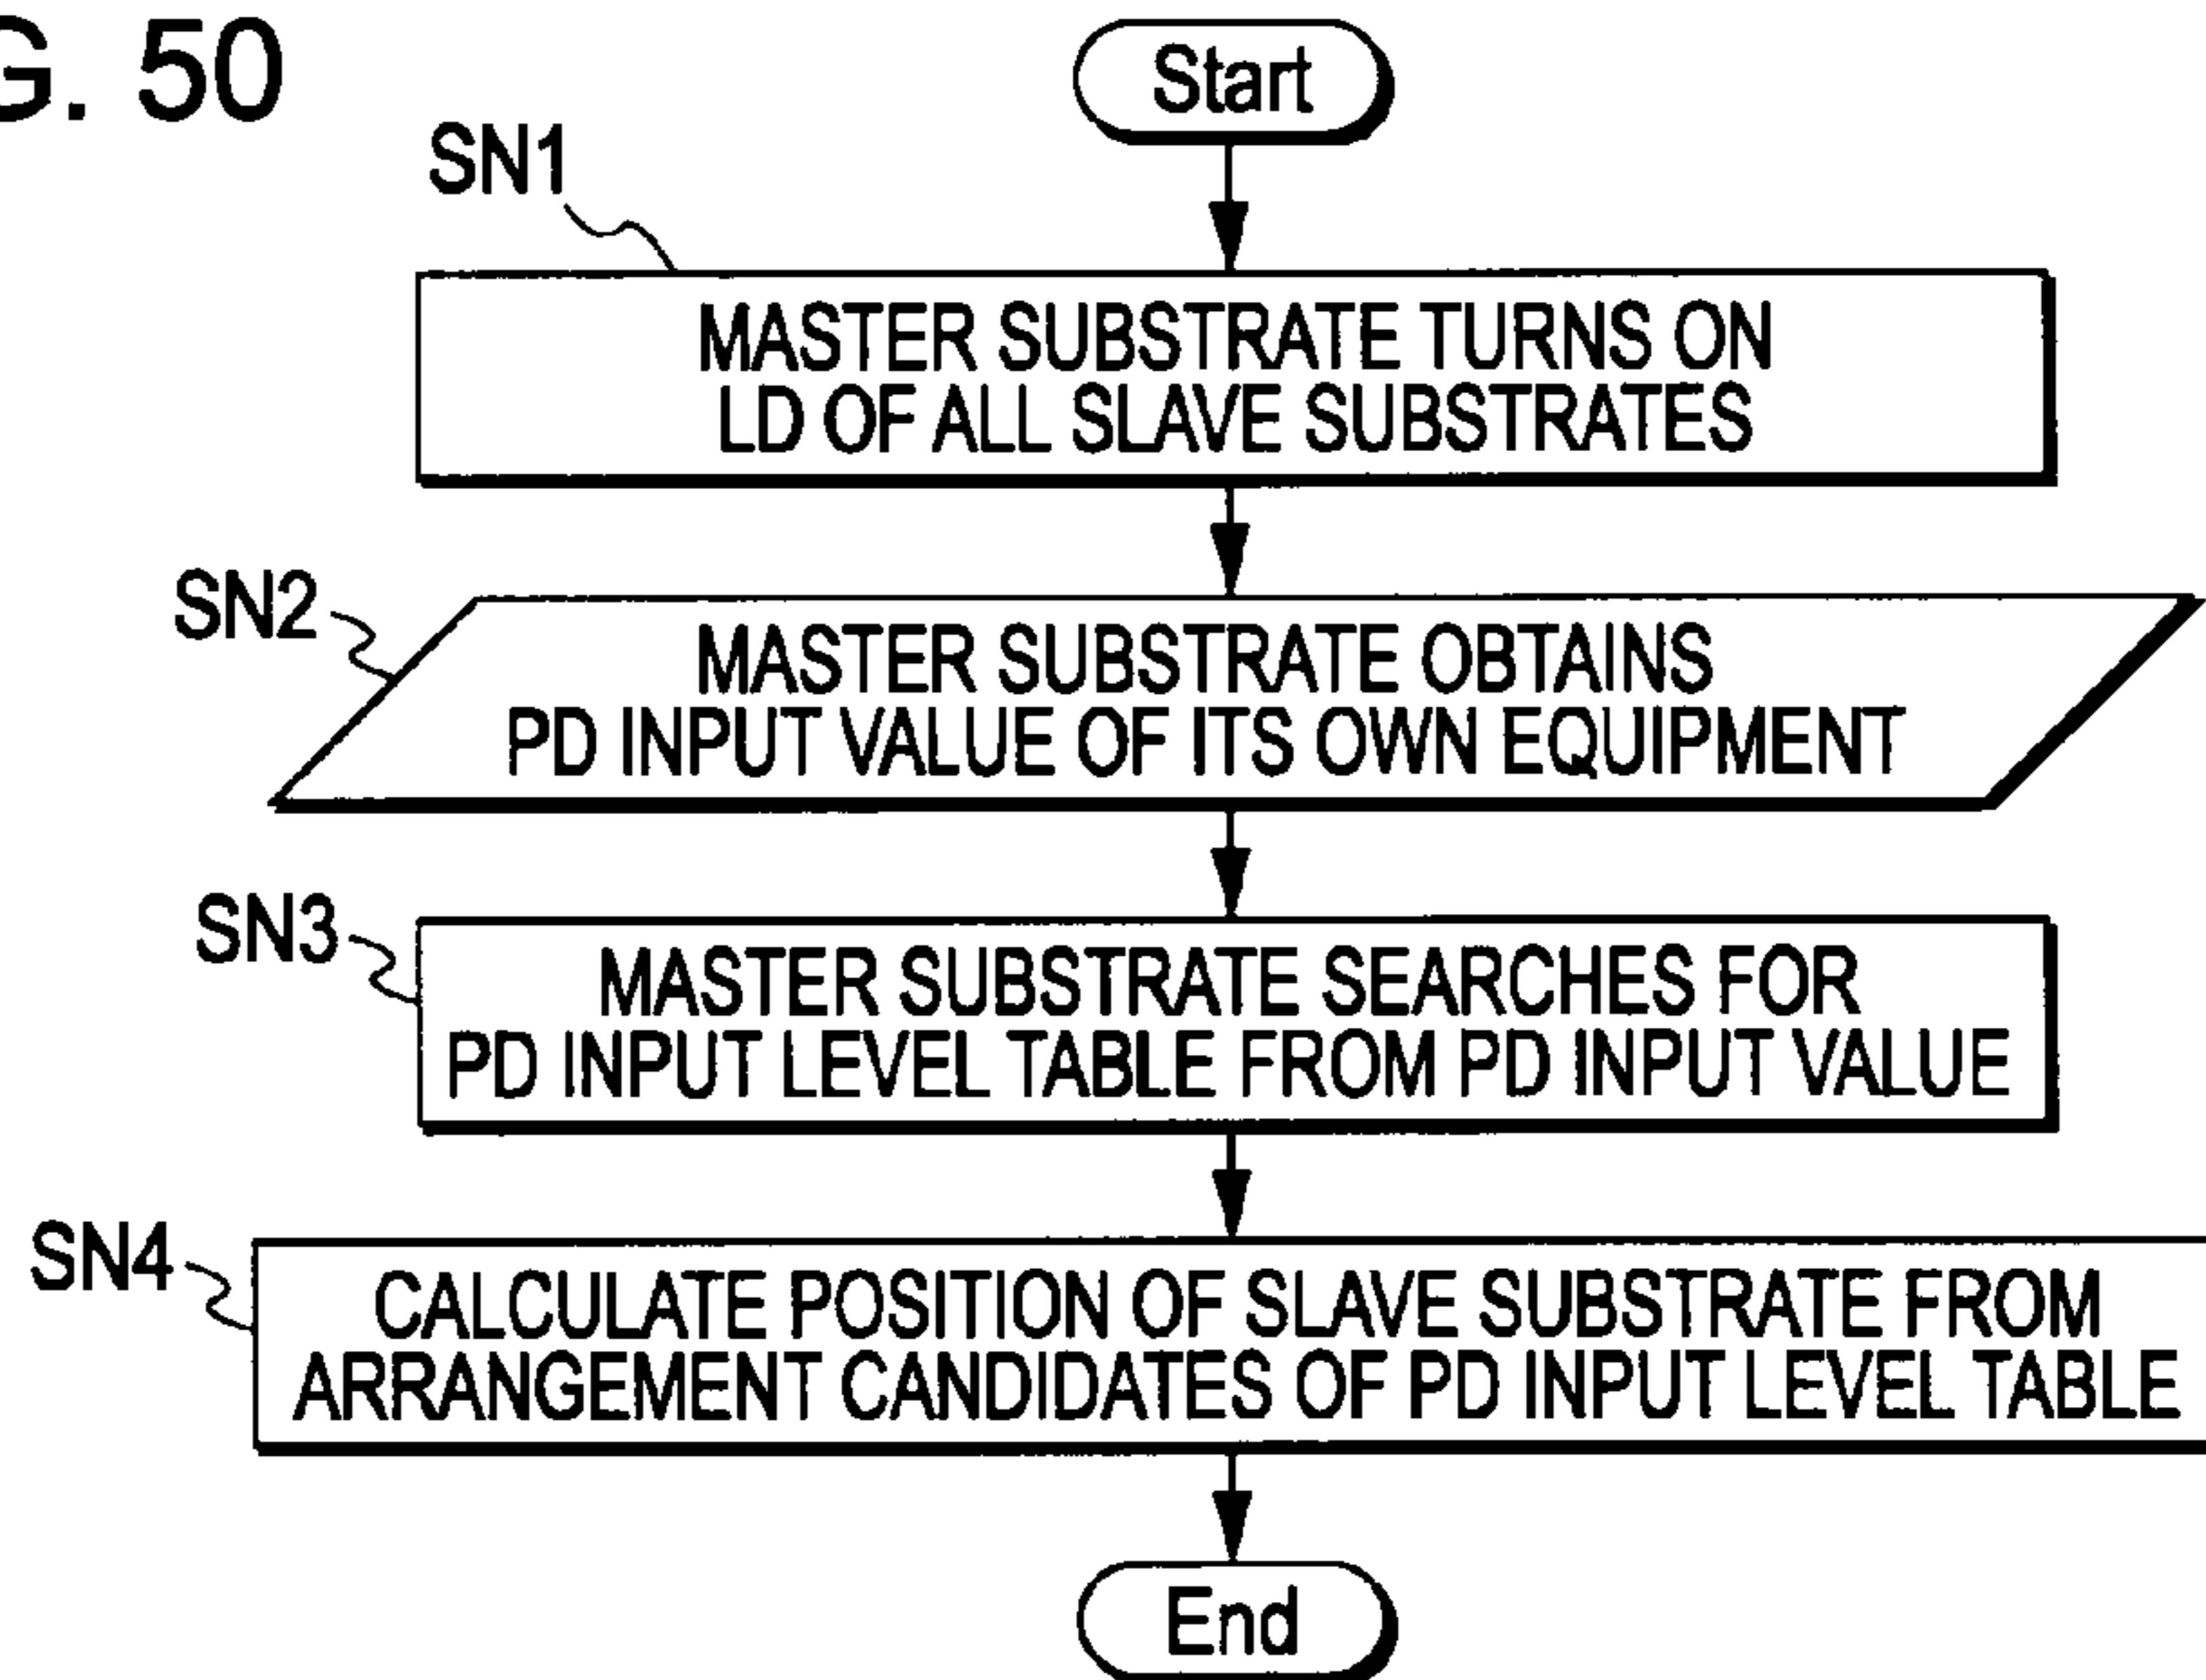 G. 50
Start
SN1
MASTER SUBSTRATE TURNS ON
LD OF ALL SLAVE SUBSTRATES
SN2
MASTER SUBSTRATE OBTAINS
PD INPUT VALUE OF ITS OWN EQUIPMENT
SN3
MASTER SUBSTRATE SEARCHES FOR
PD INPUT LEVEL TABLE FROM PD INPUT VALUE
SN4
CALCULATE POSITION OF SLAVE SUBSTRATE FROM
ARRANGEMENT CANDIDATES OF PD INPUT LEVEL TABLE
End